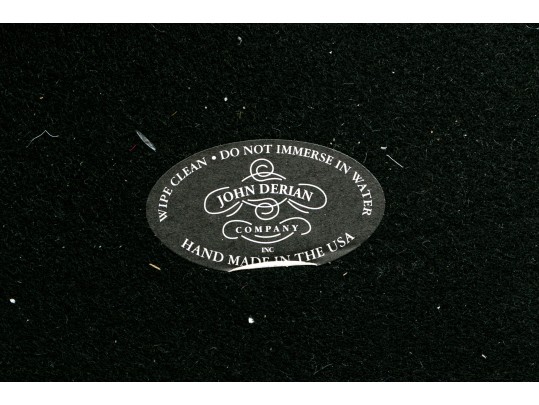 WIPE CLEAN • DO NOT IMMERSE IN WATER
JOHN DERIAN
COMPANY
INC
HAND MADE IN THE USA